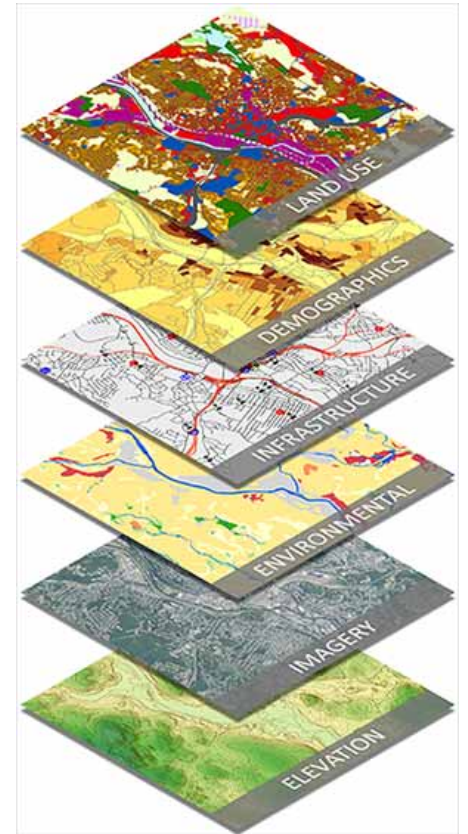 LAND USE
DEMOGRAPHICS
INFRASTRUCTURE
ENVIRONMENTAL
IMAGERY
ELEVATION